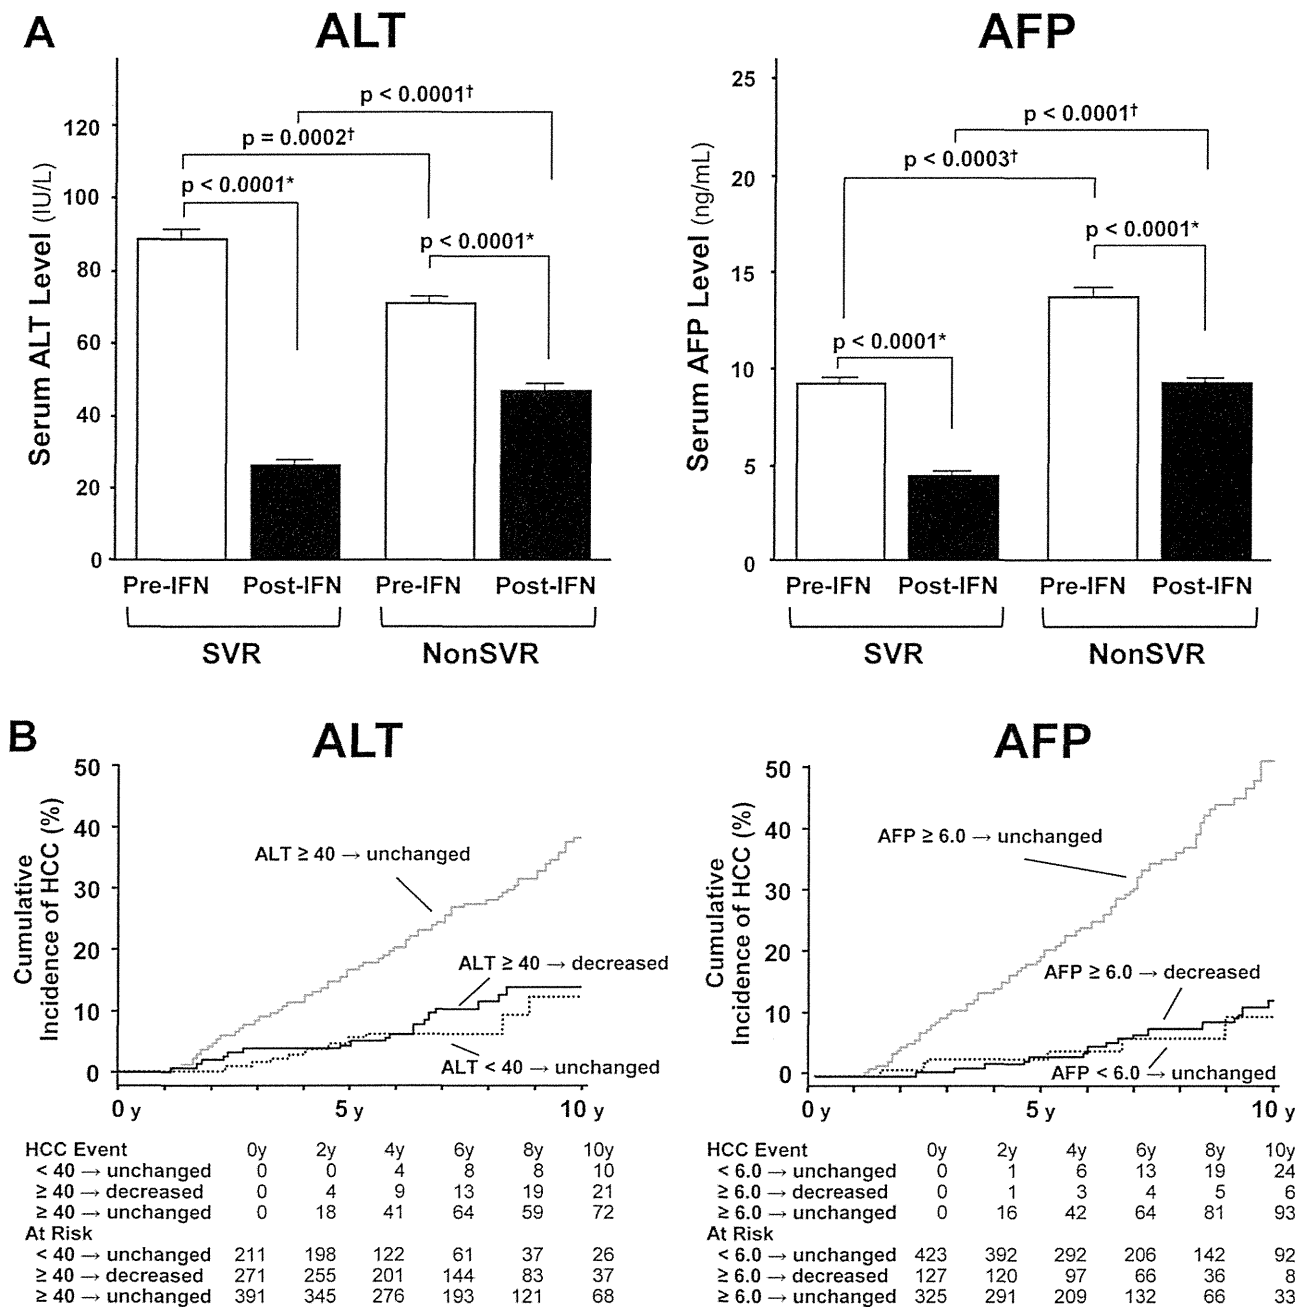 A
ALT
AFP
Serum ALT Level (IU/L)
120
100
80
60
40
20
0
p < 0.0001†
p = 0.0002†
p < 0.0001*
p < 0.0001*
Pre-IFN Post-IFN Pre-IFN Post-IFN
SVR NonSVR
Serum AFP Level (ng/mL)
25
20
15
10
5
0
p < 0.0001†
p < 0.0003†
p < 0.0001*
p < 0.0001*
Pre-IFN Post-IFN Pre-IFN Post-IFN
SVR NonSVR
B
ALT
AFP
Cumulative
Incidence of HCC (%)
50
40
30
20
10
0
ALT ≥ 40 → unchanged
ALT ≥ 40 → decreased
ALT < 40 → unchanged
0 y 5 y 10 y
HCC Event 0y 2y 4y 6y 8y 10y
< 40 → unchanged 0 0 4 8 8 10
≥ 40 → decreased 0 4 9 13 19 21
≥ 40 → unchanged 0 18 41 64 59 72
At Risk
< 40 → unchanged 211 198 122 61 37 26
≥ 40 → decreased 271 255 201 144 83 37
≥ 40 → unchanged 391 345 276 193 121 68
Cumulative
Incidence of HCC (%)
50
40
30
20
10
0
AFP ≥ 6.0 → unchanged
AFP ≥ 6.0 → decreased
AFP < 6.0 → unchanged
0 y 5 y 10 y
HCC Event 0y 2y 4y 6y 8y 10y
< 6.0 → unchanged 0 1 6 13 19 24
≥ 6.0 → decreased 0 1 3 4 5 6
≥ 6.0 → unchanged 0 16 42 64 81 93
At Risk
< 6.0 → unchanged 423 392 292 206 142 92
≥ 6.0 → decreased 127 120 97 66 36 8
≥ 6.0 → unchanged 325 291 209 132 66 33